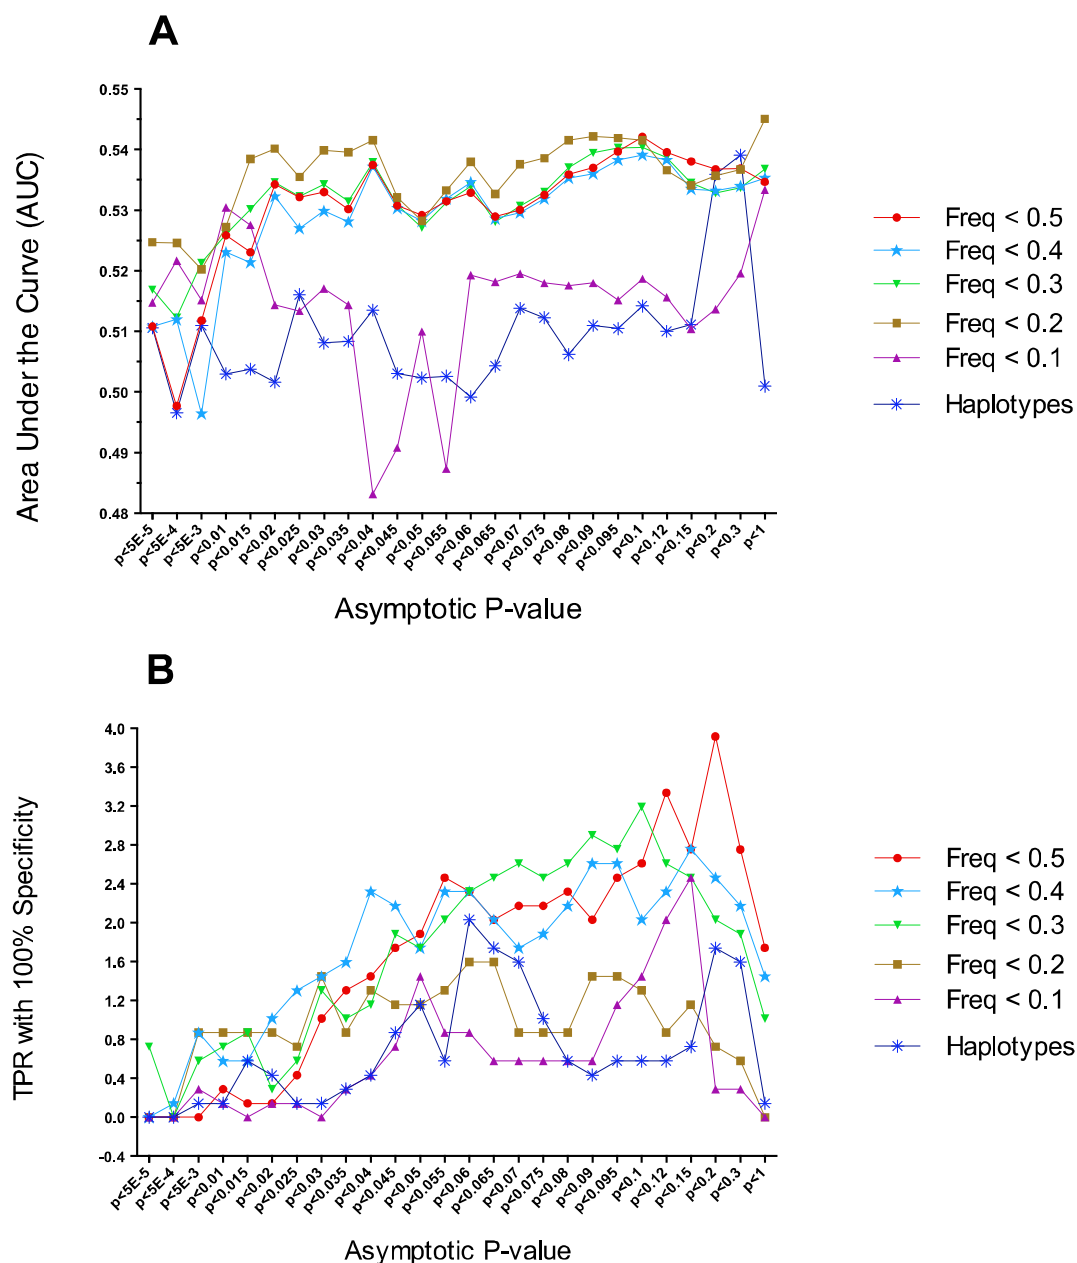 A
0.55
0.54
0.53
0.52
0.51
0.50
0.49
0.48
Area Under the Curve (AUC)
p<5E-5
p<5E-4
p<5E-3
p<0.01
p<0.015
p<0.02
p<0.025
p<0.03
p<0.035
p<0.04
p<0.045
p<0.05
p<0.055
p<0.06
p<0.065
p<0.07
p<0.075
p<0.08
p<0.09
p<0.095
p<0.1
p<0.12
p<0.15
p<0.2
p<0.3
p<1
Asymptotic P-value
Freq < 0.5
Freq < 0.4
Freq < 0.3
Freq < 0.2
Freq < 0.1
Haplotypes
B
4.0
3.6
3.2
2.8
2.4
2.0
1.6
1.2
0.8
0.4
0.0
-0.4
TPR with 100% Specificity
p<5E-5
p<5E-4
p<5E-3
p<0.01
p<0.015
p<0.02
p<0.025
p<0.03
p<0.035
p<0.04
p<0.045
p<0.05
p<0.055
p<0.06
p<0.065
p<0.07
p<0.075
p<0.08
p<0.09
p<0.095
p<0.1
p<0.12
p<0.15
p<0.2
p<0.3
p<1
Asymptotic P-value
Freq < 0.5
Freq < 0.4
Freq < 0.3
Freq < 0.2
Freq < 0.1
Haplotypes